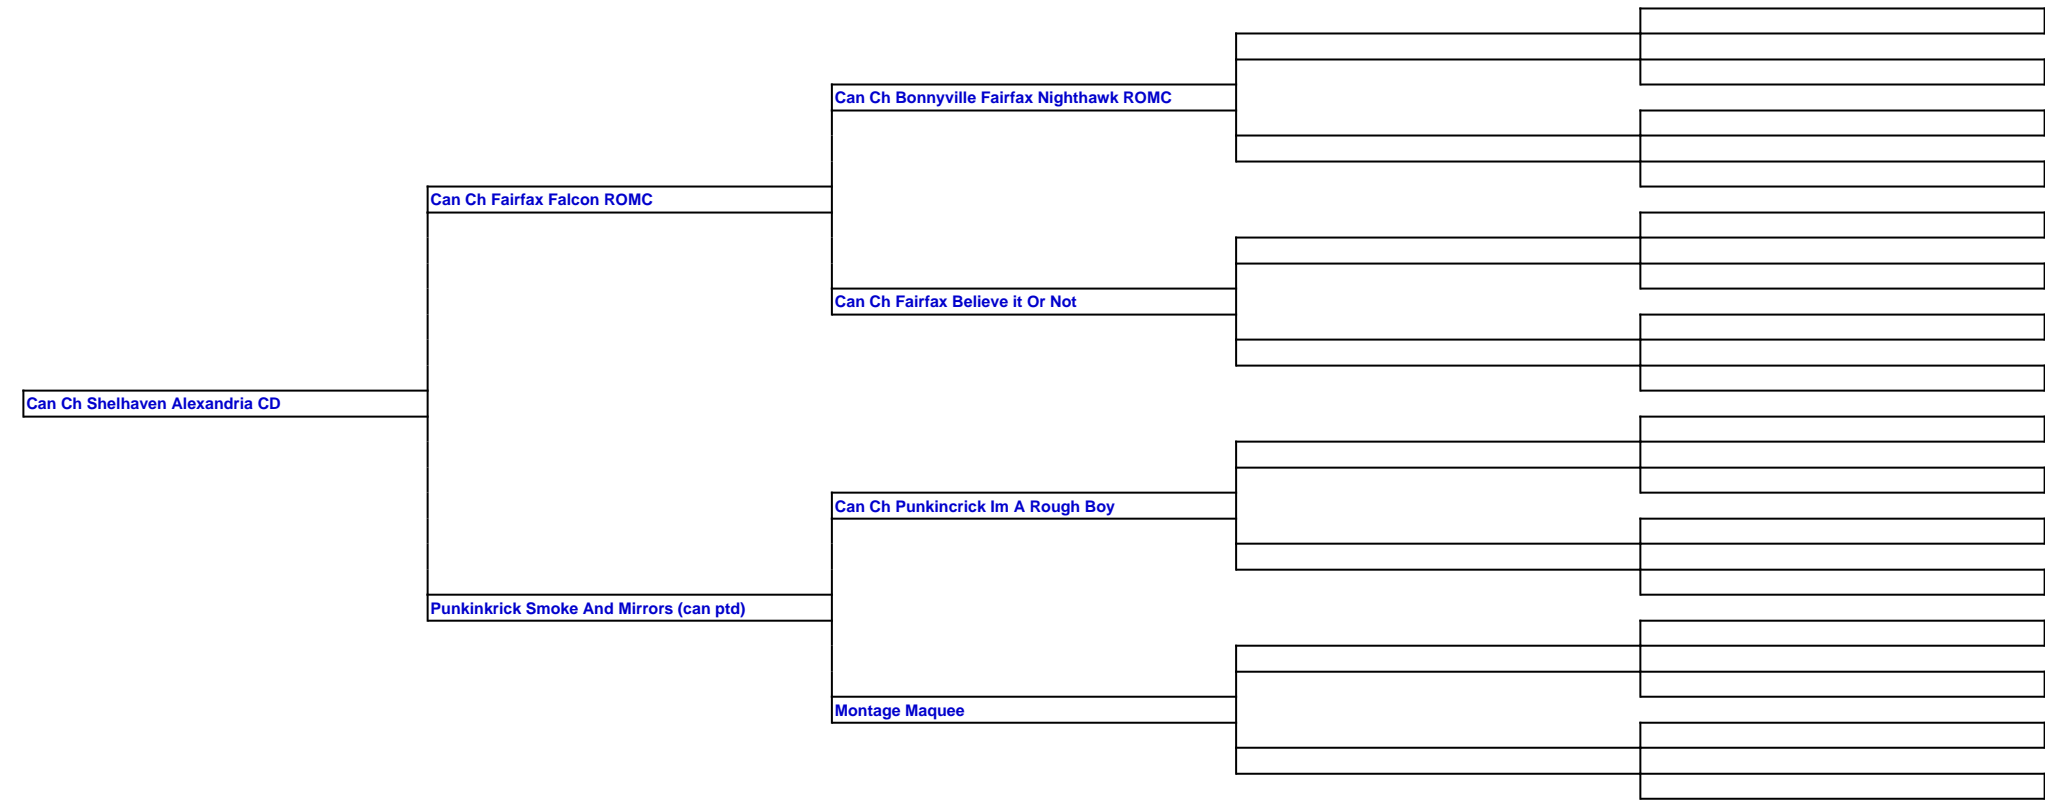 Can Ch Bonnyville Fairfax Nighthawk ROMC
Can Ch Fairfax Falcon ROMC
Can Ch Fairfax Believe it Or Not
Can Ch Shelhaven Alexandria CD
Can Ch Punkincrick Im A Rough Boy
Punkinkrick Smoke And Mirrors (can ptd)
Montage Maquee